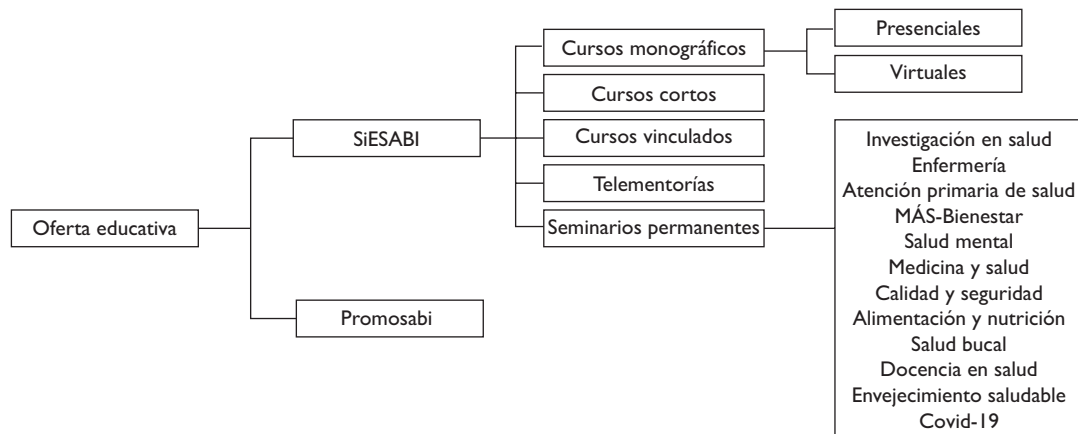 Oferta educativa
SiESABI
Promosabi
Cursos monográficos
Cursos cortos
Cursos vinculados
Telementorías
Seminarios permanentes
Presenciales
Virtuales
Investigación en salud
Enfermería
Atención primaria de salud
MÁS-Bienestar
Salud mental
Medicina y salud
Calidad y seguridad
Alimentación y nutrición
Salud bucal
Docencia en salud
Envejecimiento saludable
Covid-19